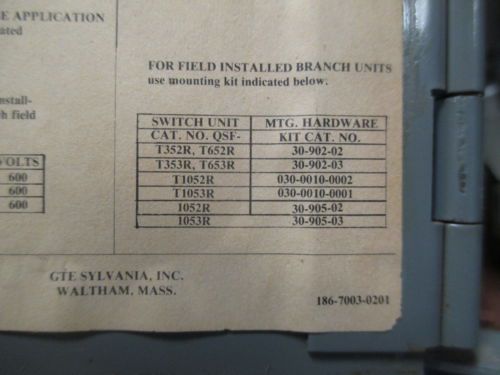 E APPLICATION
ated
nstall-
h field
VOLTS
600
600
600
FOR FIELD INSTALLED BRANCH UNITS
use mounting kit indicated below.
SWITCH UNIT MTG. HARDWARE
CAT. NO. QSF- KIT CAT. NO.
T352R, T652R 30-902-02
T353R, T653R 30-902-03
T1052R 030-0010-0002
T1053R 030-0010-0001
1052R 30-905-02
1053R 30-905-03
GTE SYLVANIA, INC.
WALTHAM, MASS.
186-7003-0201